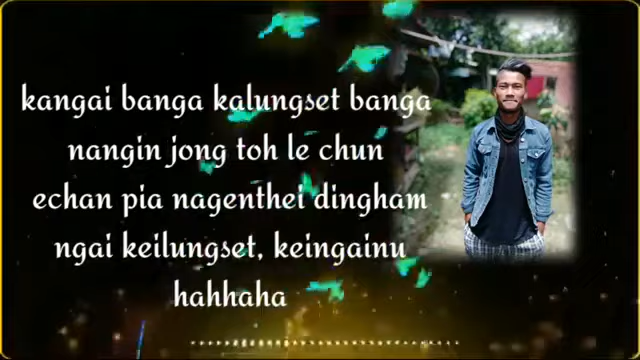 kangai banga kalungset banga
nangin jong toh le chun
echan pia nagenthei dingham
ngai keilungset, keingainu
hahhaha